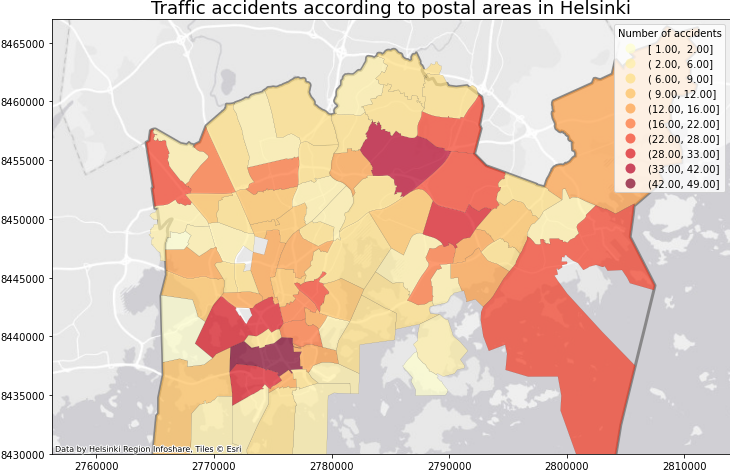 Traffic accidents according to postal areas in Helsinki
Number of accidents
[ 1.00, 2.00]
( 2.00, 6.00]
( 6.00, 9.00]
( 9.00, 12.00]
(12.00, 16.00]
(16.00, 22.00]
(22.00, 28.00]
(28.00, 33.00]
(33.00, 42.00]
(42.00, 49.00]
8465000
8460000
8455000
8450000
8445000
8440000
8435000
8430000
Data by Helsinki Region Infoshare, Tiles © Esri
2760000 2770000 2780000 2790000 2800000 2810000